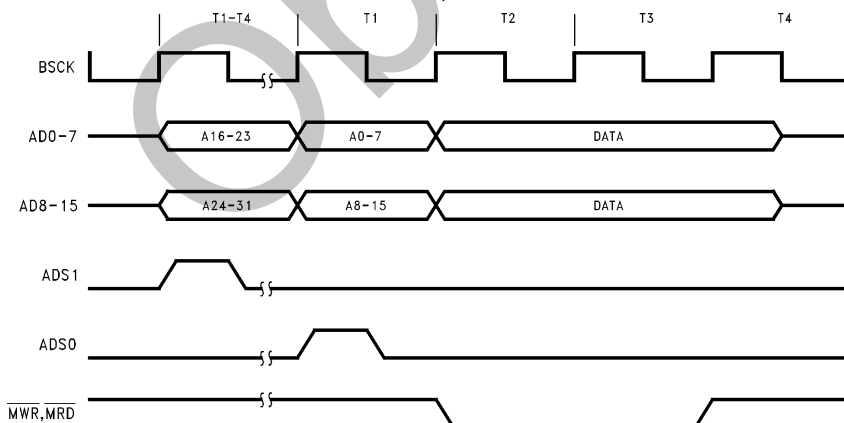 T1-T4 T1 T2 T3 T4
BSCK
AD0-7 A16-23 A0-7 DATA
AD8-15 A24-31 A8-15 DATA
ADS1
ADS0
MWR,MRD